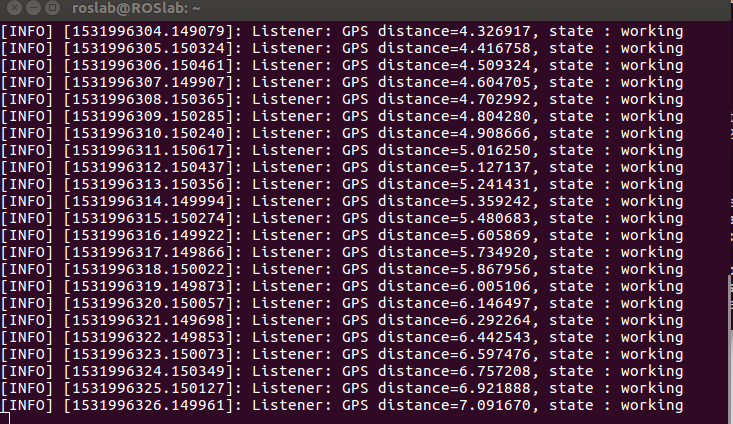 roslab@ROSlab: ~
[INFO] [1531996304.149079]: Listener: GPS distance=4.326917, state : working
[INFO] [1531996305.150324]: Listener: GPS distance=4.416758, state : working
[INFO] [1531996306.150461]: Listener: GPS distance=4.509324, state : working
[INFO] [1531996307.149907]: Listener: GPS distance=4.604705, state : working
[INFO] [1531996308.150365]: Listener: GPS distance=4.702992, state : working
[INFO] [1531996309.150285]: Listener: GPS distance=4.804280, state : working
[INFO] [1531996310.150240]: Listener: GPS distance=4.908666, state : working
[INFO] [1531996311.150617]: Listener: GPS distance=5.016250, state : working
[INFO] [1531996312.150437]: Listener: GPS distance=5.127137, state : working
[INFO] [1531996313.150356]: Listener: GPS distance=5.241431, state : working
[INFO] [1531996314.149994]: Listener: GPS distance=5.359242, state : working
[INFO] [1531996315.150274]: Listener: GPS distance=5.480683, state : working
[INFO] [1531996316.149922]: Listener: GPS distance=5.605869, state : working
[INFO] [1531996317.149866]: Listener: GPS distance=5.734920, state : working
[INFO] [1531996318.150022]: Listener: GPS distance=5.867956, state : working
[INFO] [1531996319.149873]: Listener: GPS distance=6.005106, state : working
[INFO] [1531996320.150057]: Listener: GPS distance=6.146497, state : working
[INFO] [1531996321.149698]: Listener: GPS distance=6.292264, state : working
[INFO] [1531996322.149853]: Listener: GPS distance=6.442543, state : working
[INFO] [1531996323.150073]: Listener: GPS distance=6.597476, state : working
[INFO] [1531996324.150349]: Listener: GPS distance=6.757208, state : working
[INFO] [1531996325.150127]: Listener: GPS distance=6.921888, state : working
[INFO] [1531996326.149961]: Listener: GPS distance=7.091670, state : working